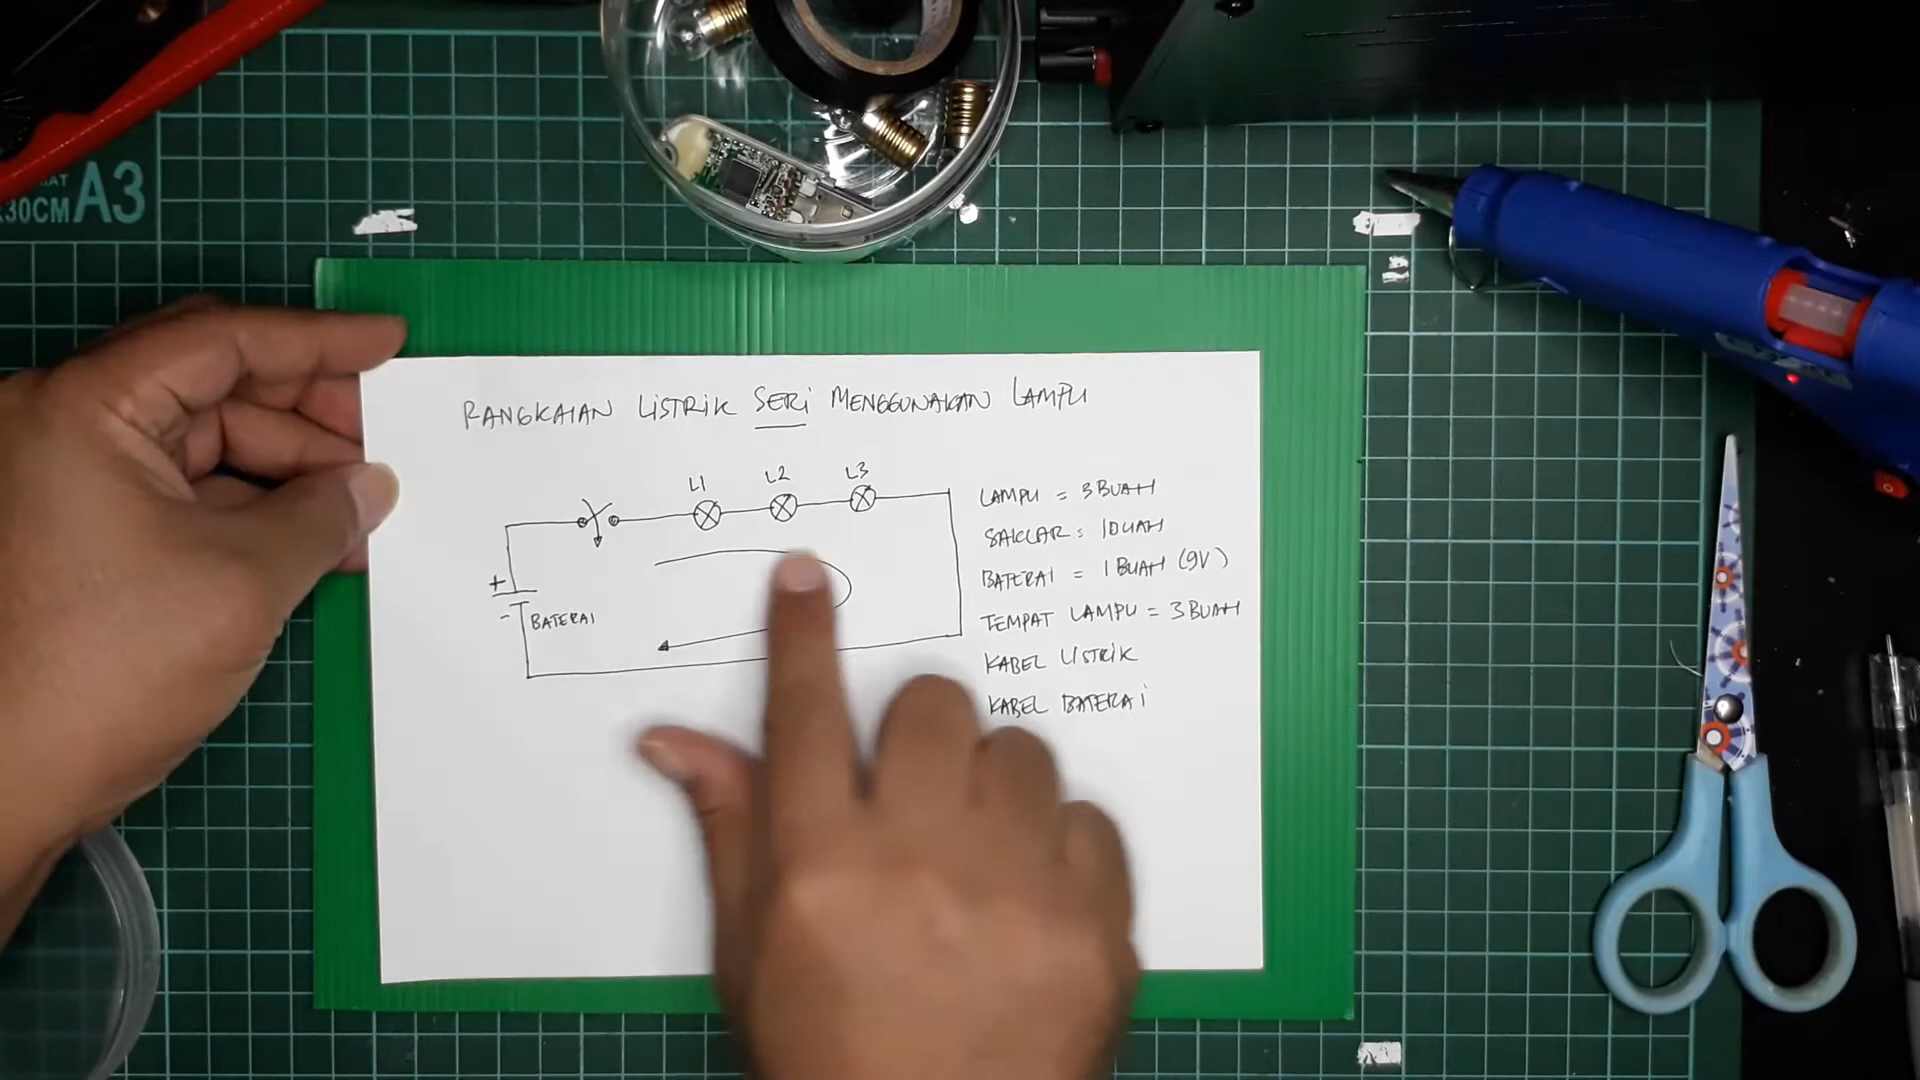 MAT A3
30CM
RANGKAIAN LISTRIK SERI MENGGUNAKAN LAMPU
L1 L2 L3
+
- BATERAI
LAMPU = 3 BUAH
SAKLAR = 1 BUAH
BATERAI = 1 BUAH (9V)
TEMPAT LAMPU = 3 BUAH
KABEL LISTRIK
KABEL BATERAI